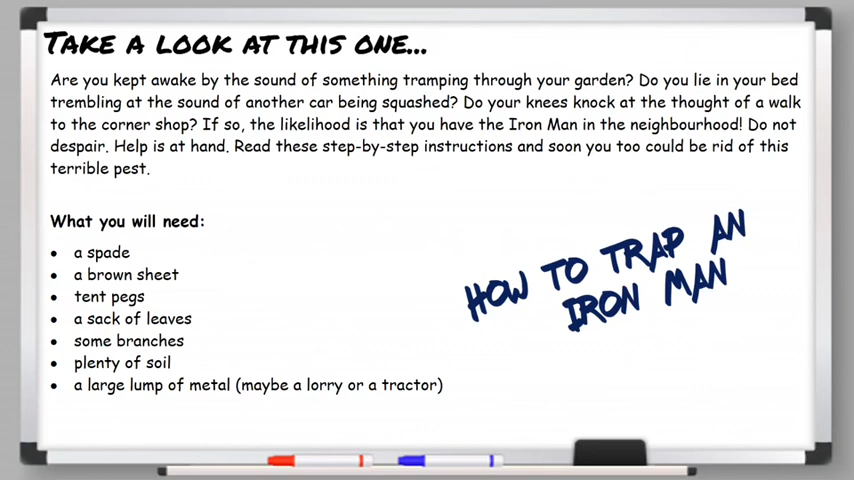 Take a look at this one...
Are you kept awake by the sound of something tramping through your garden? Do you lie in your bed
trembling at the sound of another car being squashed? Do your knees knock at the thought of a walk
to the corner shop? If so, the likelihood is that you have the Iron Man in the neighbourhood! Do not
despair. Help is at hand. Read these step-by-step instructions and soon you too could be rid of this
terrible pest.
What you will need:
• a spade
• a brown sheet
• tent pegs
• a sack of leaves
• some branches
• plenty of soil
• a large lump of metal (maybe a lorry or a tractor)
HOW TO TRAP AN
IRON MAN